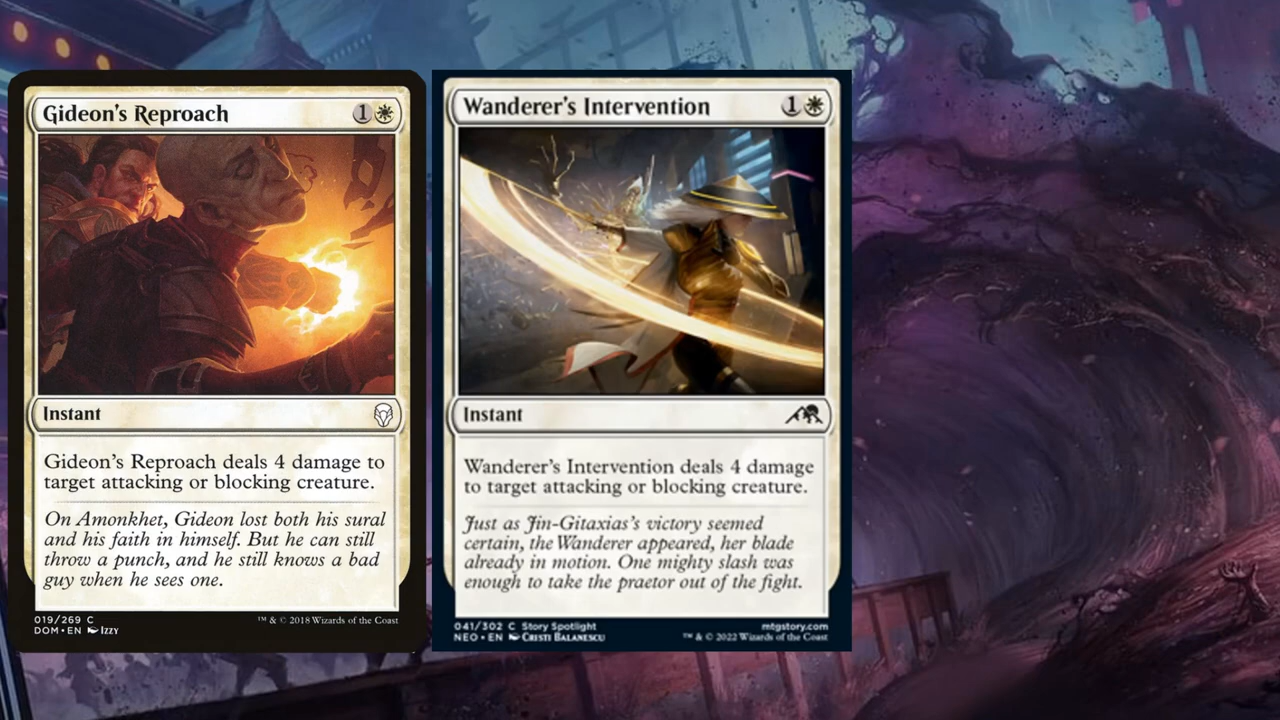 Gideon's Reproach 1
Instant
Gideon's Reproach deals 4 damage to
target attacking or blocking creature.
On Amonkhet, Gideon lost both his sural
and his faith in himself. But he can still
throw a punch, and he still knows a bad
guy when he sees one.
019/269 C
DOM • EN IZZY
™ & © 2018 Wizards of the Coast
Wanderer's Intervention 1
Instant
Wanderer's Intervention deals 4 damage
to target attacking or blocking creature.
Just as Jin-Gitaxias's victory seemed
certain, the Wanderer appeared, her blade
already in motion. One mighty slash was
enough to take the praetor out of the fight.
041/302 C Story Spotlight
mtgstory.com
NEO • EN CRISTI BALANESCU
™ & © 2022 Wizards of the Coast